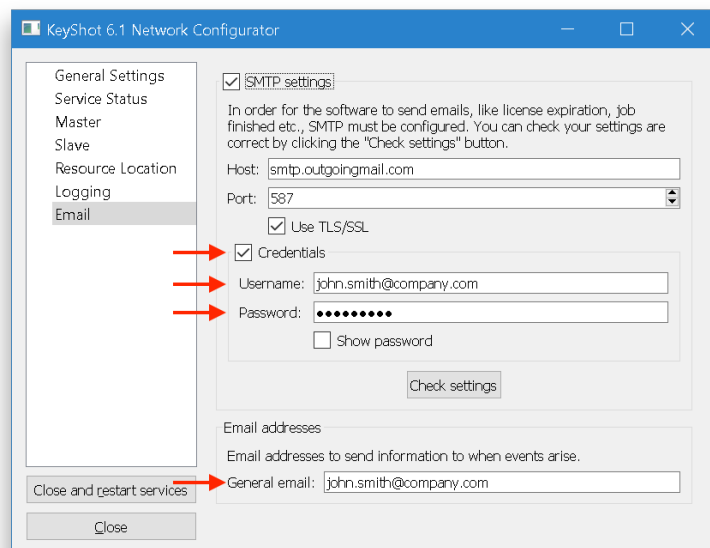 KeyShot 6.1 Network Configurator
General Settings
Service Status
Master
Slave
Resource Location
Logging
Email
SMTP settings
In order for the software to send emails, like license expiration, job
finished etc., SMTP must be configured. You can check your settings are
correct by clicking the "Check settings" button.
Host: smtp.outgoingmail.com
Port: 587
Use TLS/SSL
Credentials
Username: john.smith@company.com
Password: ●●●●●●●●●
Show password
Check settings
Email addresses
Email addresses to send information to when events arise.
General email: john.smith@company.com
Close and restart services
Close